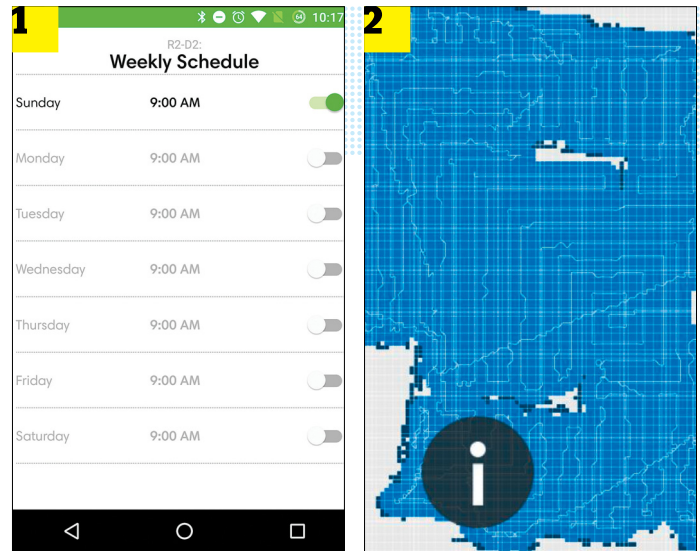 1
10:17
R2-D2:
Weekly Schedule
Sunday 9:00 AM
Monday 9:00 AM
Tuesday 9:00 AM
Wednesday 9:00 AM
Thursday 9:00 AM
Friday 9:00 AM
Saturday 9:00 AM
2
i